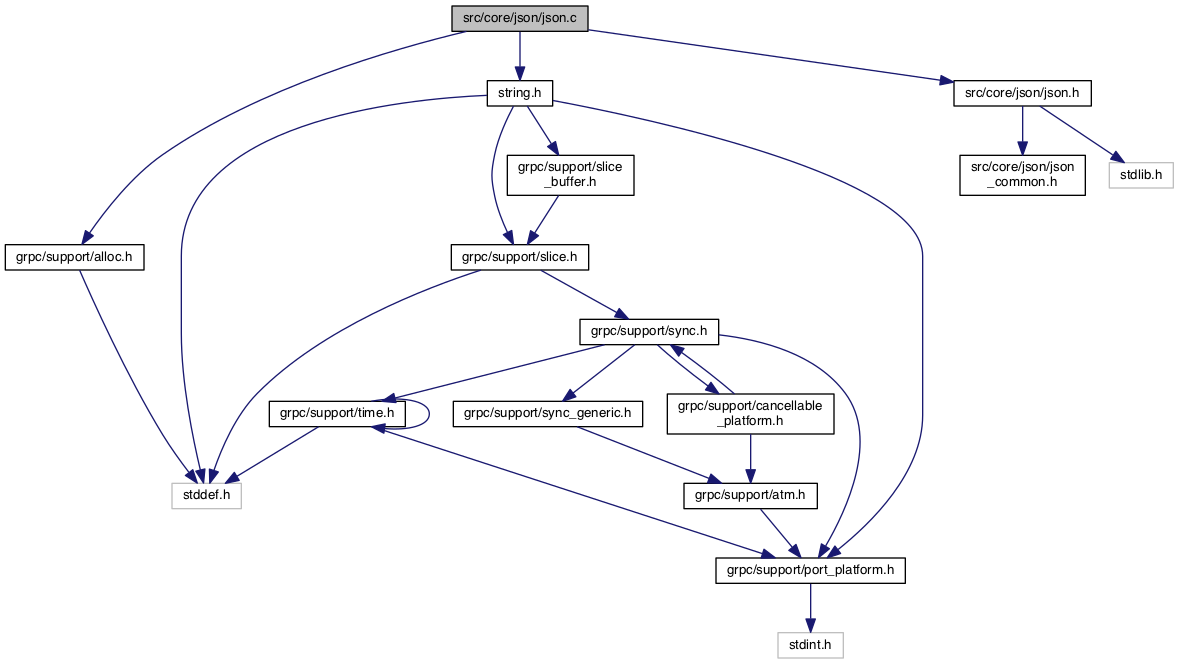 src/core/json/json.c
string.h
src/core/json/json.h
grpc/support/slice
_buffer.h
src/core/json/json
_common.h
stdlib.h
grpc/support/alloc.h
grpc/support/slice.h
grpc/support/sync.h
grpc/support/time.h
grpc/support/sync_generic.h
grpc/support/cancellable
_platform.h
stddef.h
grpc/support/atm.h
grpc/support/port_platform.h
stdint.h